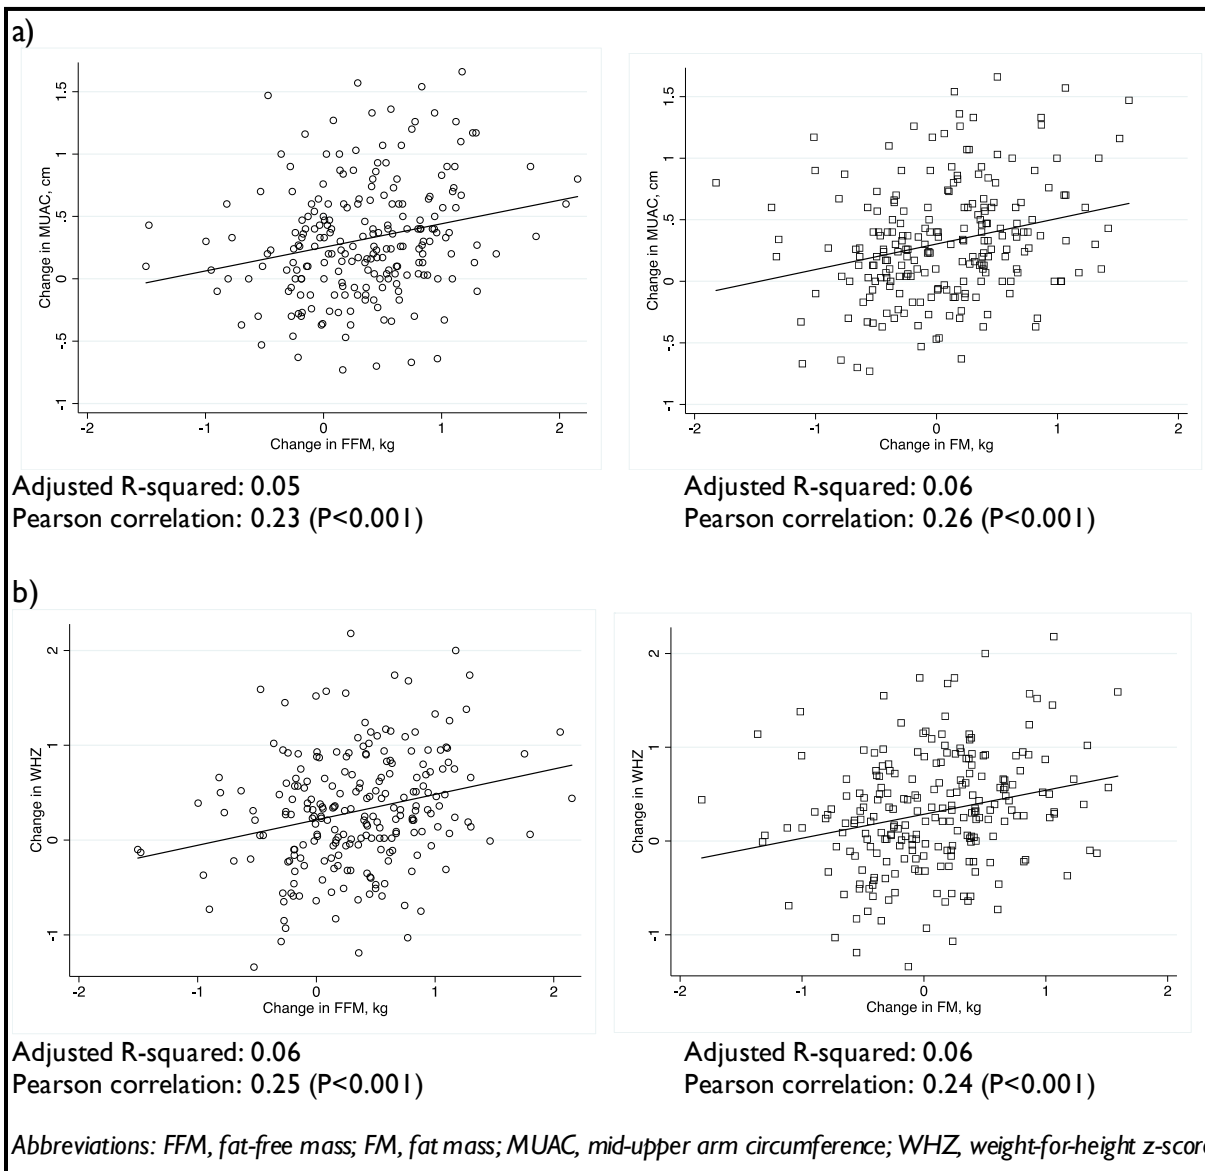 a)
1.5
1
.5
0
-.5
-1
Change in MUAC, cm
-2 -1 0 1 2
Change in FFM, kg
1.5
1
.5
0
-.5
-1
Change in MUAC, cm
-2 -1 0 1 2
Change in FM, kg
Adjusted R-squared: 0.05
Pearson correlation: 0.23 (P<0.001)
Adjusted R-squared: 0.06
Pearson correlation: 0.26 (P<0.001)
b)
2
1
0
-1
Change in WHZ
-2 -1 0 1 2
Change in FFM, kg
2
1
0
-1
Change in WHZ
-2 -1 0 1 2
Change in FM, kg
Adjusted R-squared: 0.06
Pearson correlation: 0.25 (P<0.001)
Adjusted R-squared: 0.06
Pearson correlation: 0.24 (P<0.001)
Abbreviations: FFM, fat-free mass; FM, fat mass; MUAC, mid-upper arm circumference; WHZ, weight-for-height z-score